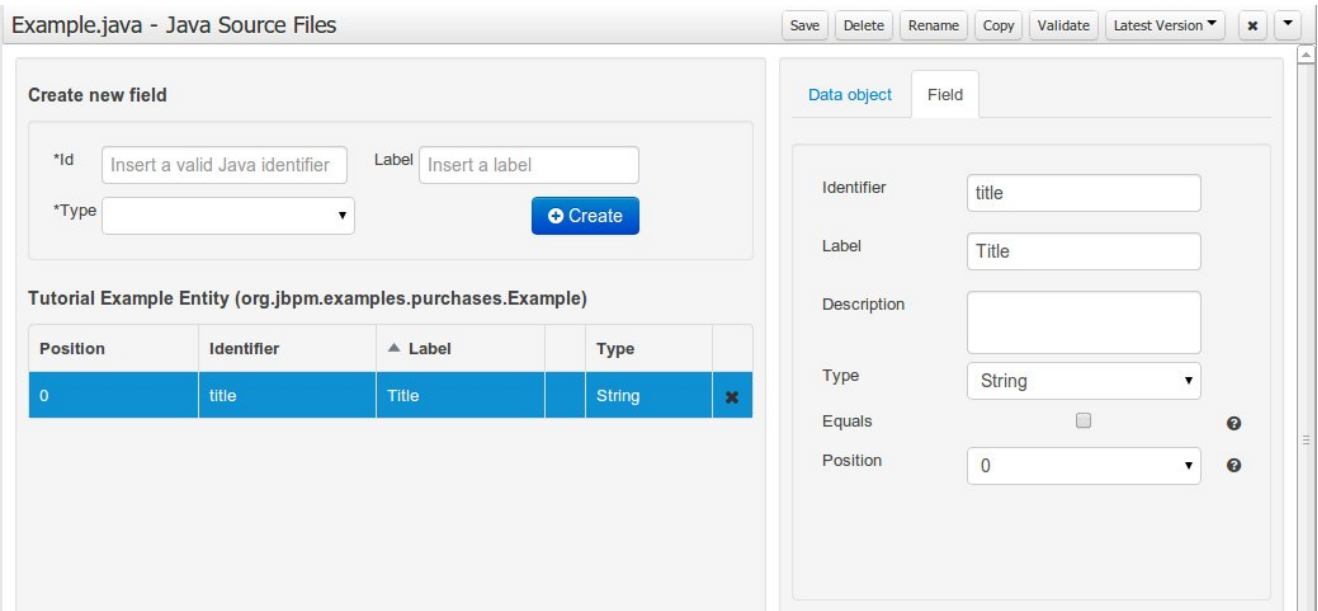 Example.java - Java Source Files
Save Delete Rename Copy Validate Latest Version
Create new field
*Id Insert a valid Java identifier Label Insert a label
*Type
Create
Tutorial Example Entity (org.jbpm.examples.purchases.Example)
Position Identifier Label Type
0 title Title String
Data object Field
Identifier title
Label Title
Description
Type String
Equals
Position 0